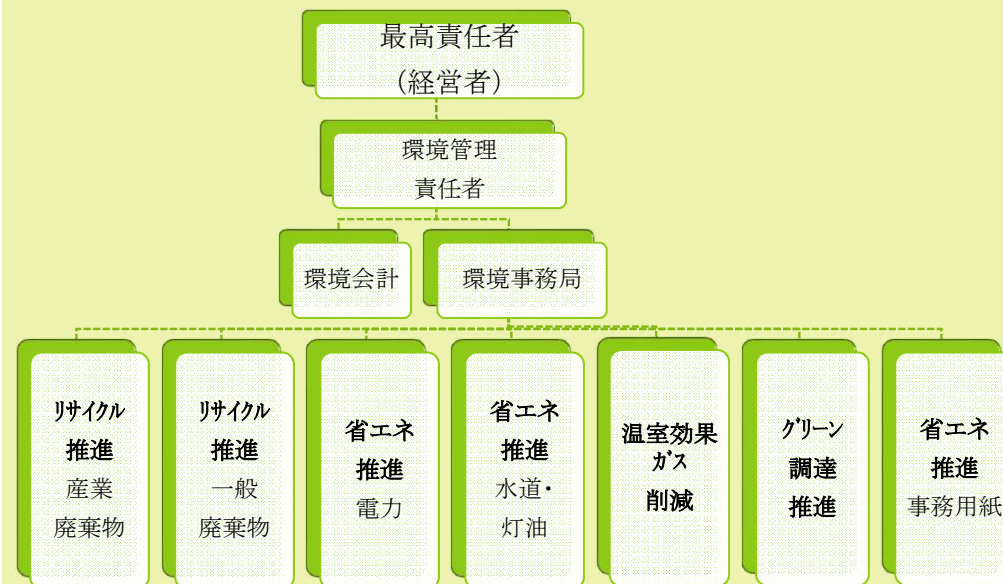 最高責任者
（経営者）
環境管理
責任者
環境会計
環境事務局
ﾘｻｲｸﾙ
推進
産業
廃棄物
ﾘｻｲｸﾙ
推進
一般
廃棄物
省エネ
推進
電力
省エネ
推進
水道・
灯油
温室効果
ｶﾞｽ
削減
ｸﾞﾘｰﾝ
調達
推進
省エネ
推進
事務用紙